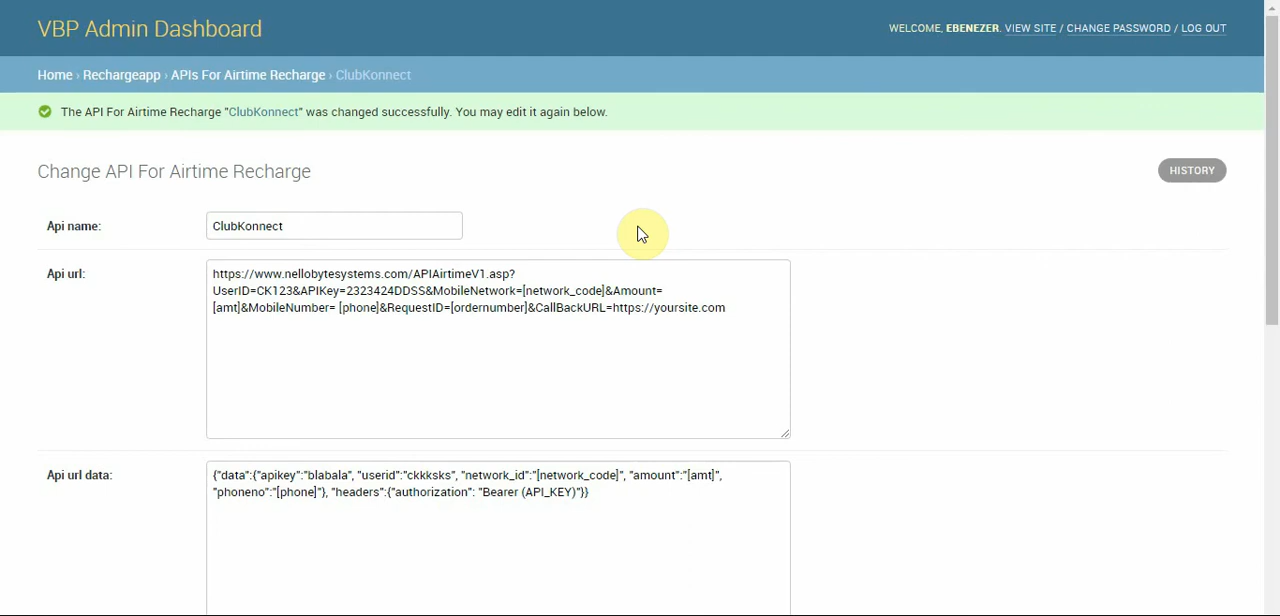 VBP Admin Dashboard
WELCOME, EBENEZER. VIEW SITE / CHANGE PASSWORD / LOG OUT
Home › Rechargeapp › APIs For Airtime Recharge › ClubKonnect
The API For Airtime Recharge "ClubKonnect" was changed successfully. You may edit it again below.
Change API For Airtime Recharge
HISTORY
Api name:
ClubKonnect
Api url:
https://www.nellobytesystems.com/APIAirtimeV1.asp?
UserID=CK123&APIKey=2323424DDSS&MobileNetwork=[network_code]&Amount=
[amt]&MobileNumber= [phone]&RequestID=[ordernumber]&CallBackURL=https://yoursite.com
Api url data:
{"data":{"apikey":"blabala", "userid":"ckkksks", "network_id":"[network_code]", "amount":"[amt]",
"phoneno":"[phone]"}, "headers":{"authorization": "Bearer (API_KEY)"}}